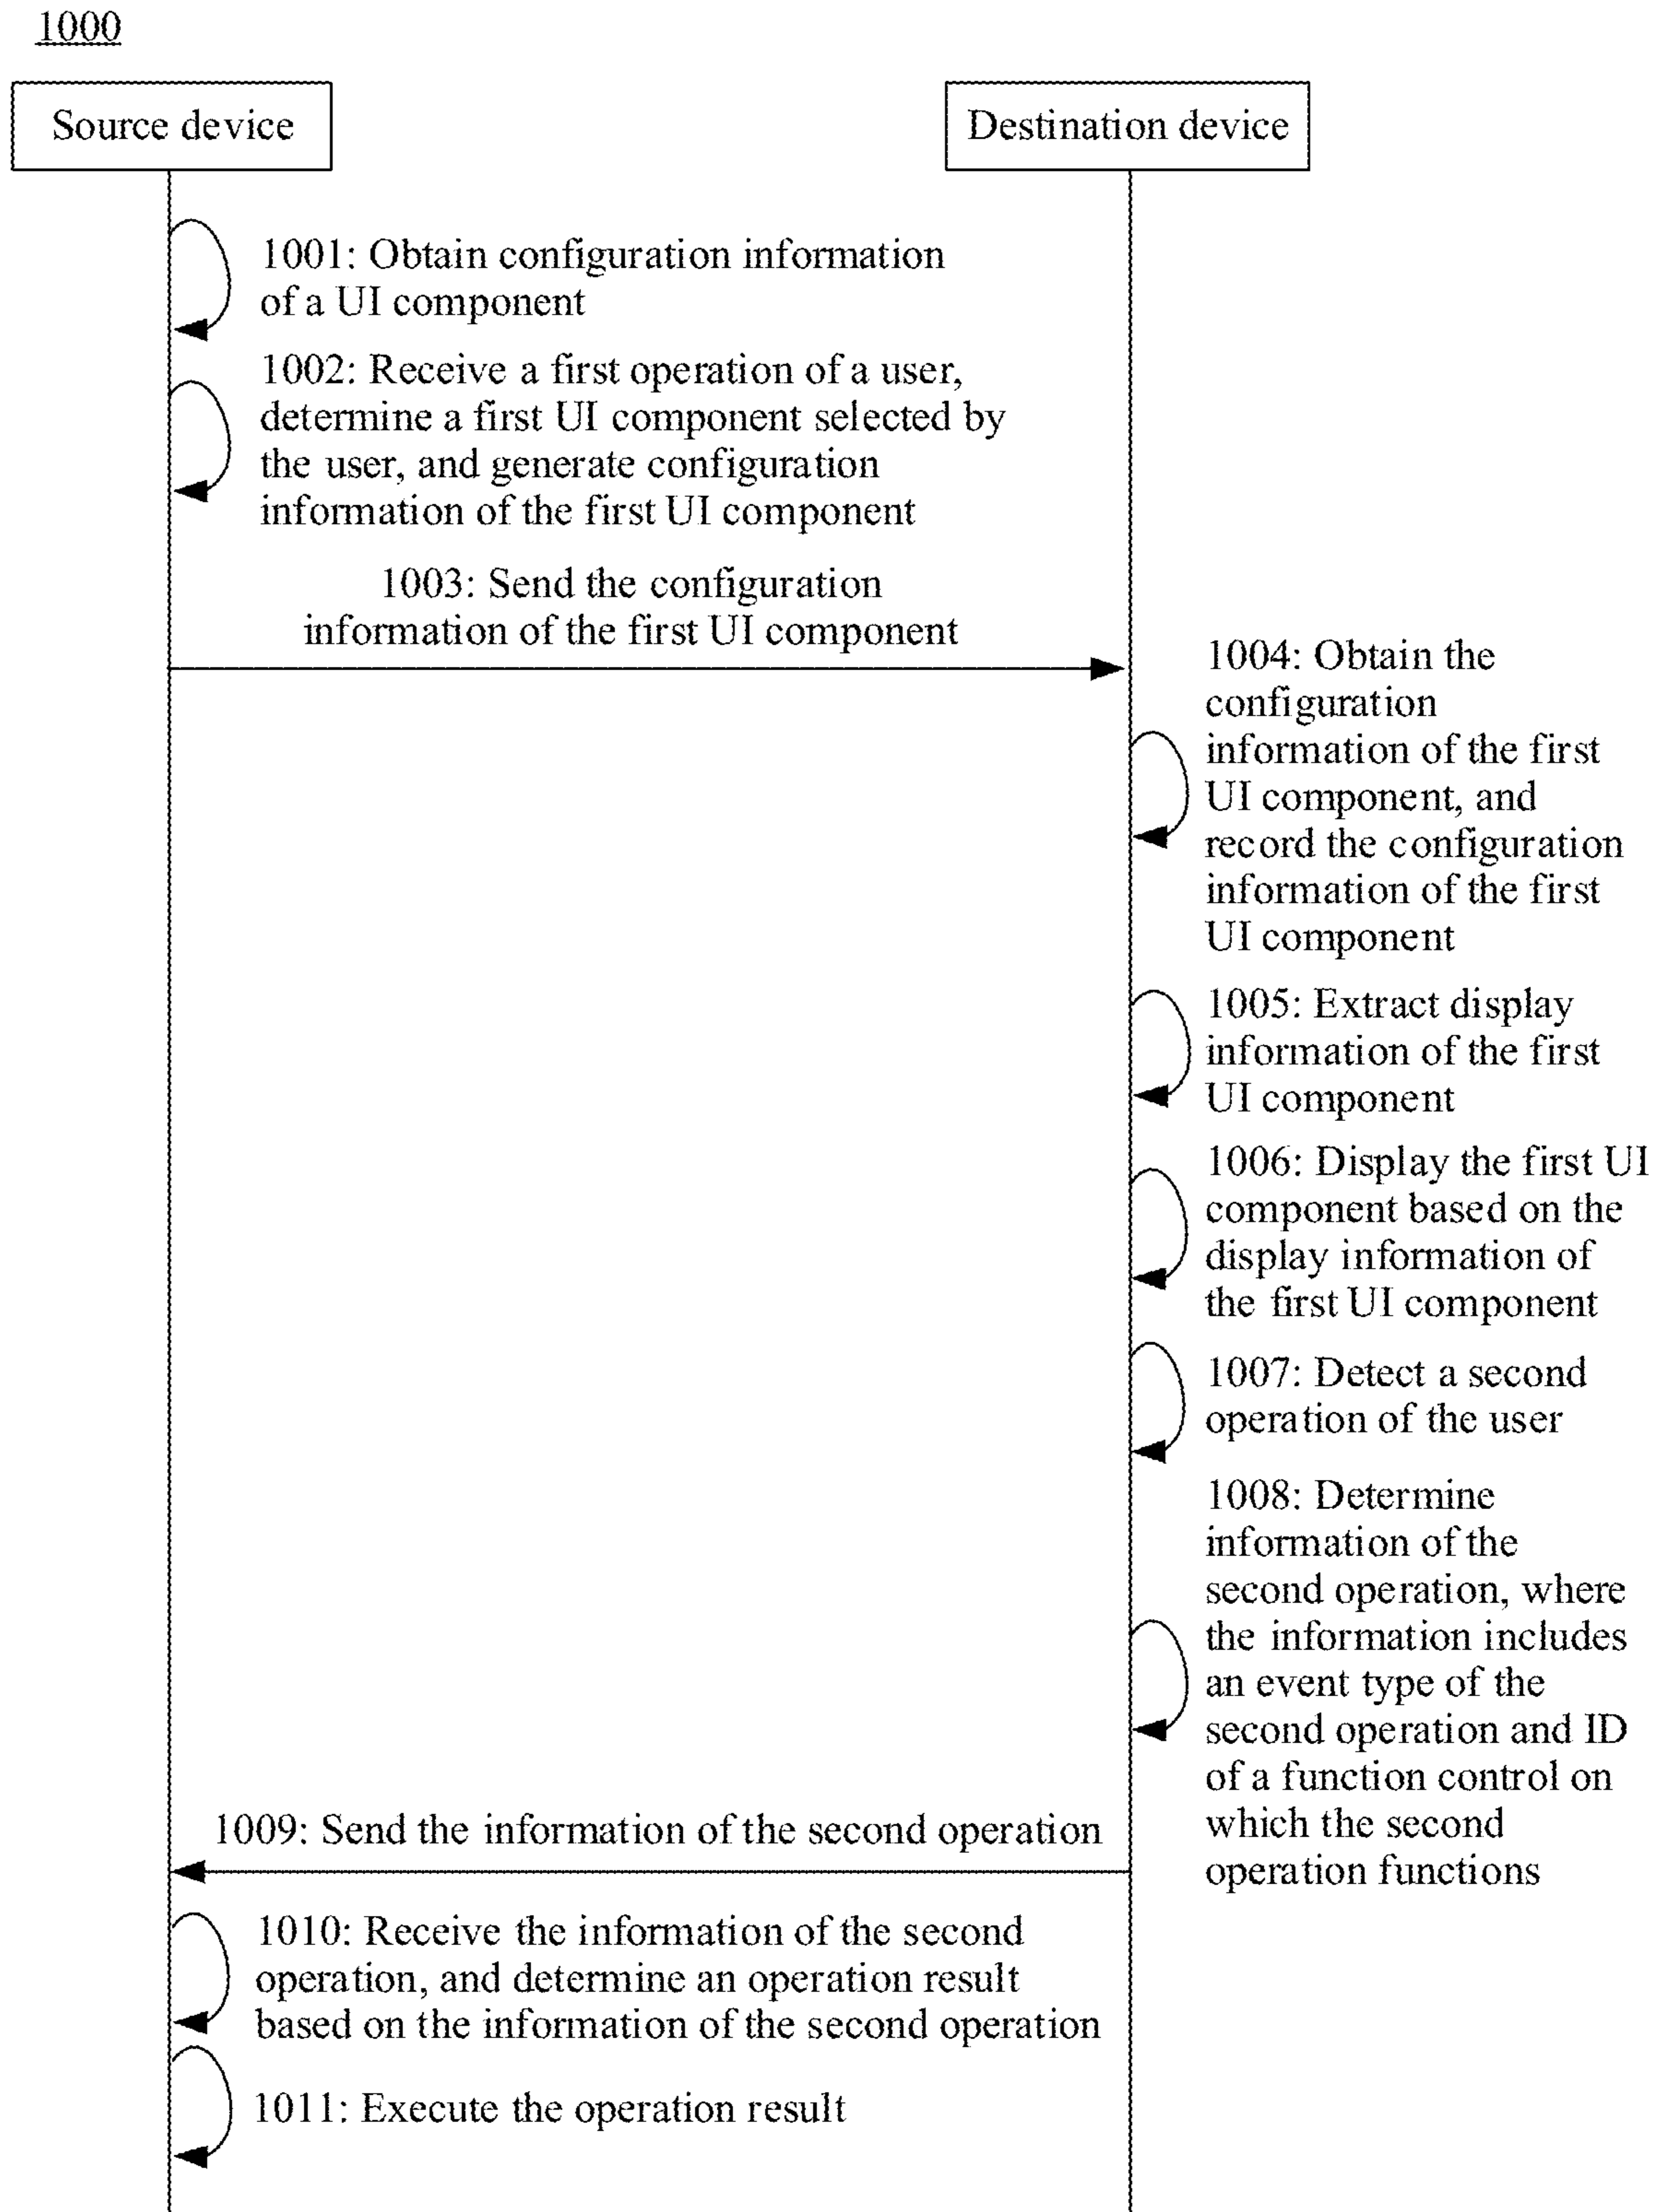 1000
Source device
Destination device
1001: Obtain configuration information
of a UI component
1002: Receive a first operation of a user,
determine a first UI component selected by
the user, and generate configuration
information of the first UI component
1003: Send the configuration
information of the first UI component
1004: Obtain the
configuration
information of the first
UI component, and
record the configuration
information of the first
UI component
1005: Extract display
information of the first
UI component
1006: Display the first UI
component based on the
display information of
the first UI component
1007: Detect a second
operation of the user
1008: Determine
information of the
second operation, where
the information includes
an event type of the
second operation and ID
of a function control on
which the second
operation functions
1009: Send the information of the second operation
1010: Receive the information of the second
operation, and determine an operation result
based on the information of the second operation
1011: Execute the operation result